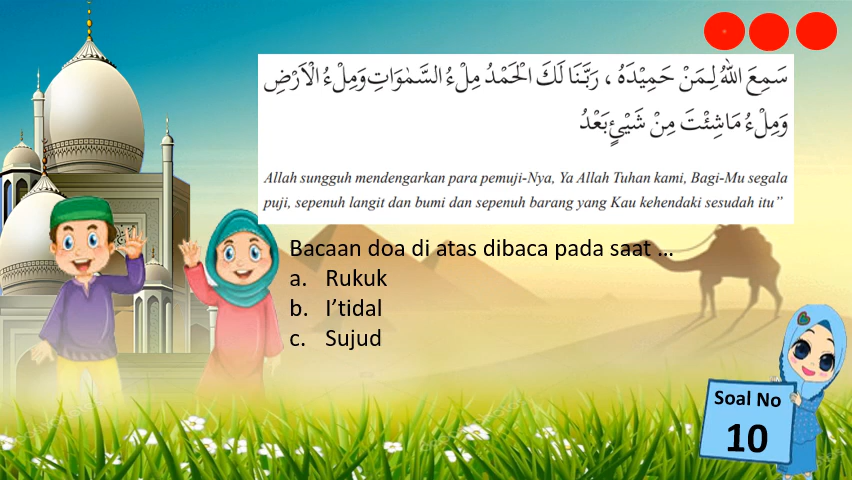 سَمِعَ اللهُ لِمَنْ حَمِيْدَهُ ، رَبَّنَا لَكَ الْحَمْدُ مِلْءُ السَّمٰوَاتِ وَمِلْءُ الْاَرْضِ
وَمِلْءُ مَاشِئْتَ مِنْ شَيْئٍ بَعْدُ
Allah sungguh mendengarkan para pemuji-Nya, Ya Allah Tuhan kami, Bagi-Mu segala
puji, sepenuh langit dan bumi dan sepenuh barang yang Kau kehendaki sesudah itu”
Bacaan doa di atas dibaca pada saat ...
a. Rukuk
b. I’tidal
c. Sujud
Soal No
10